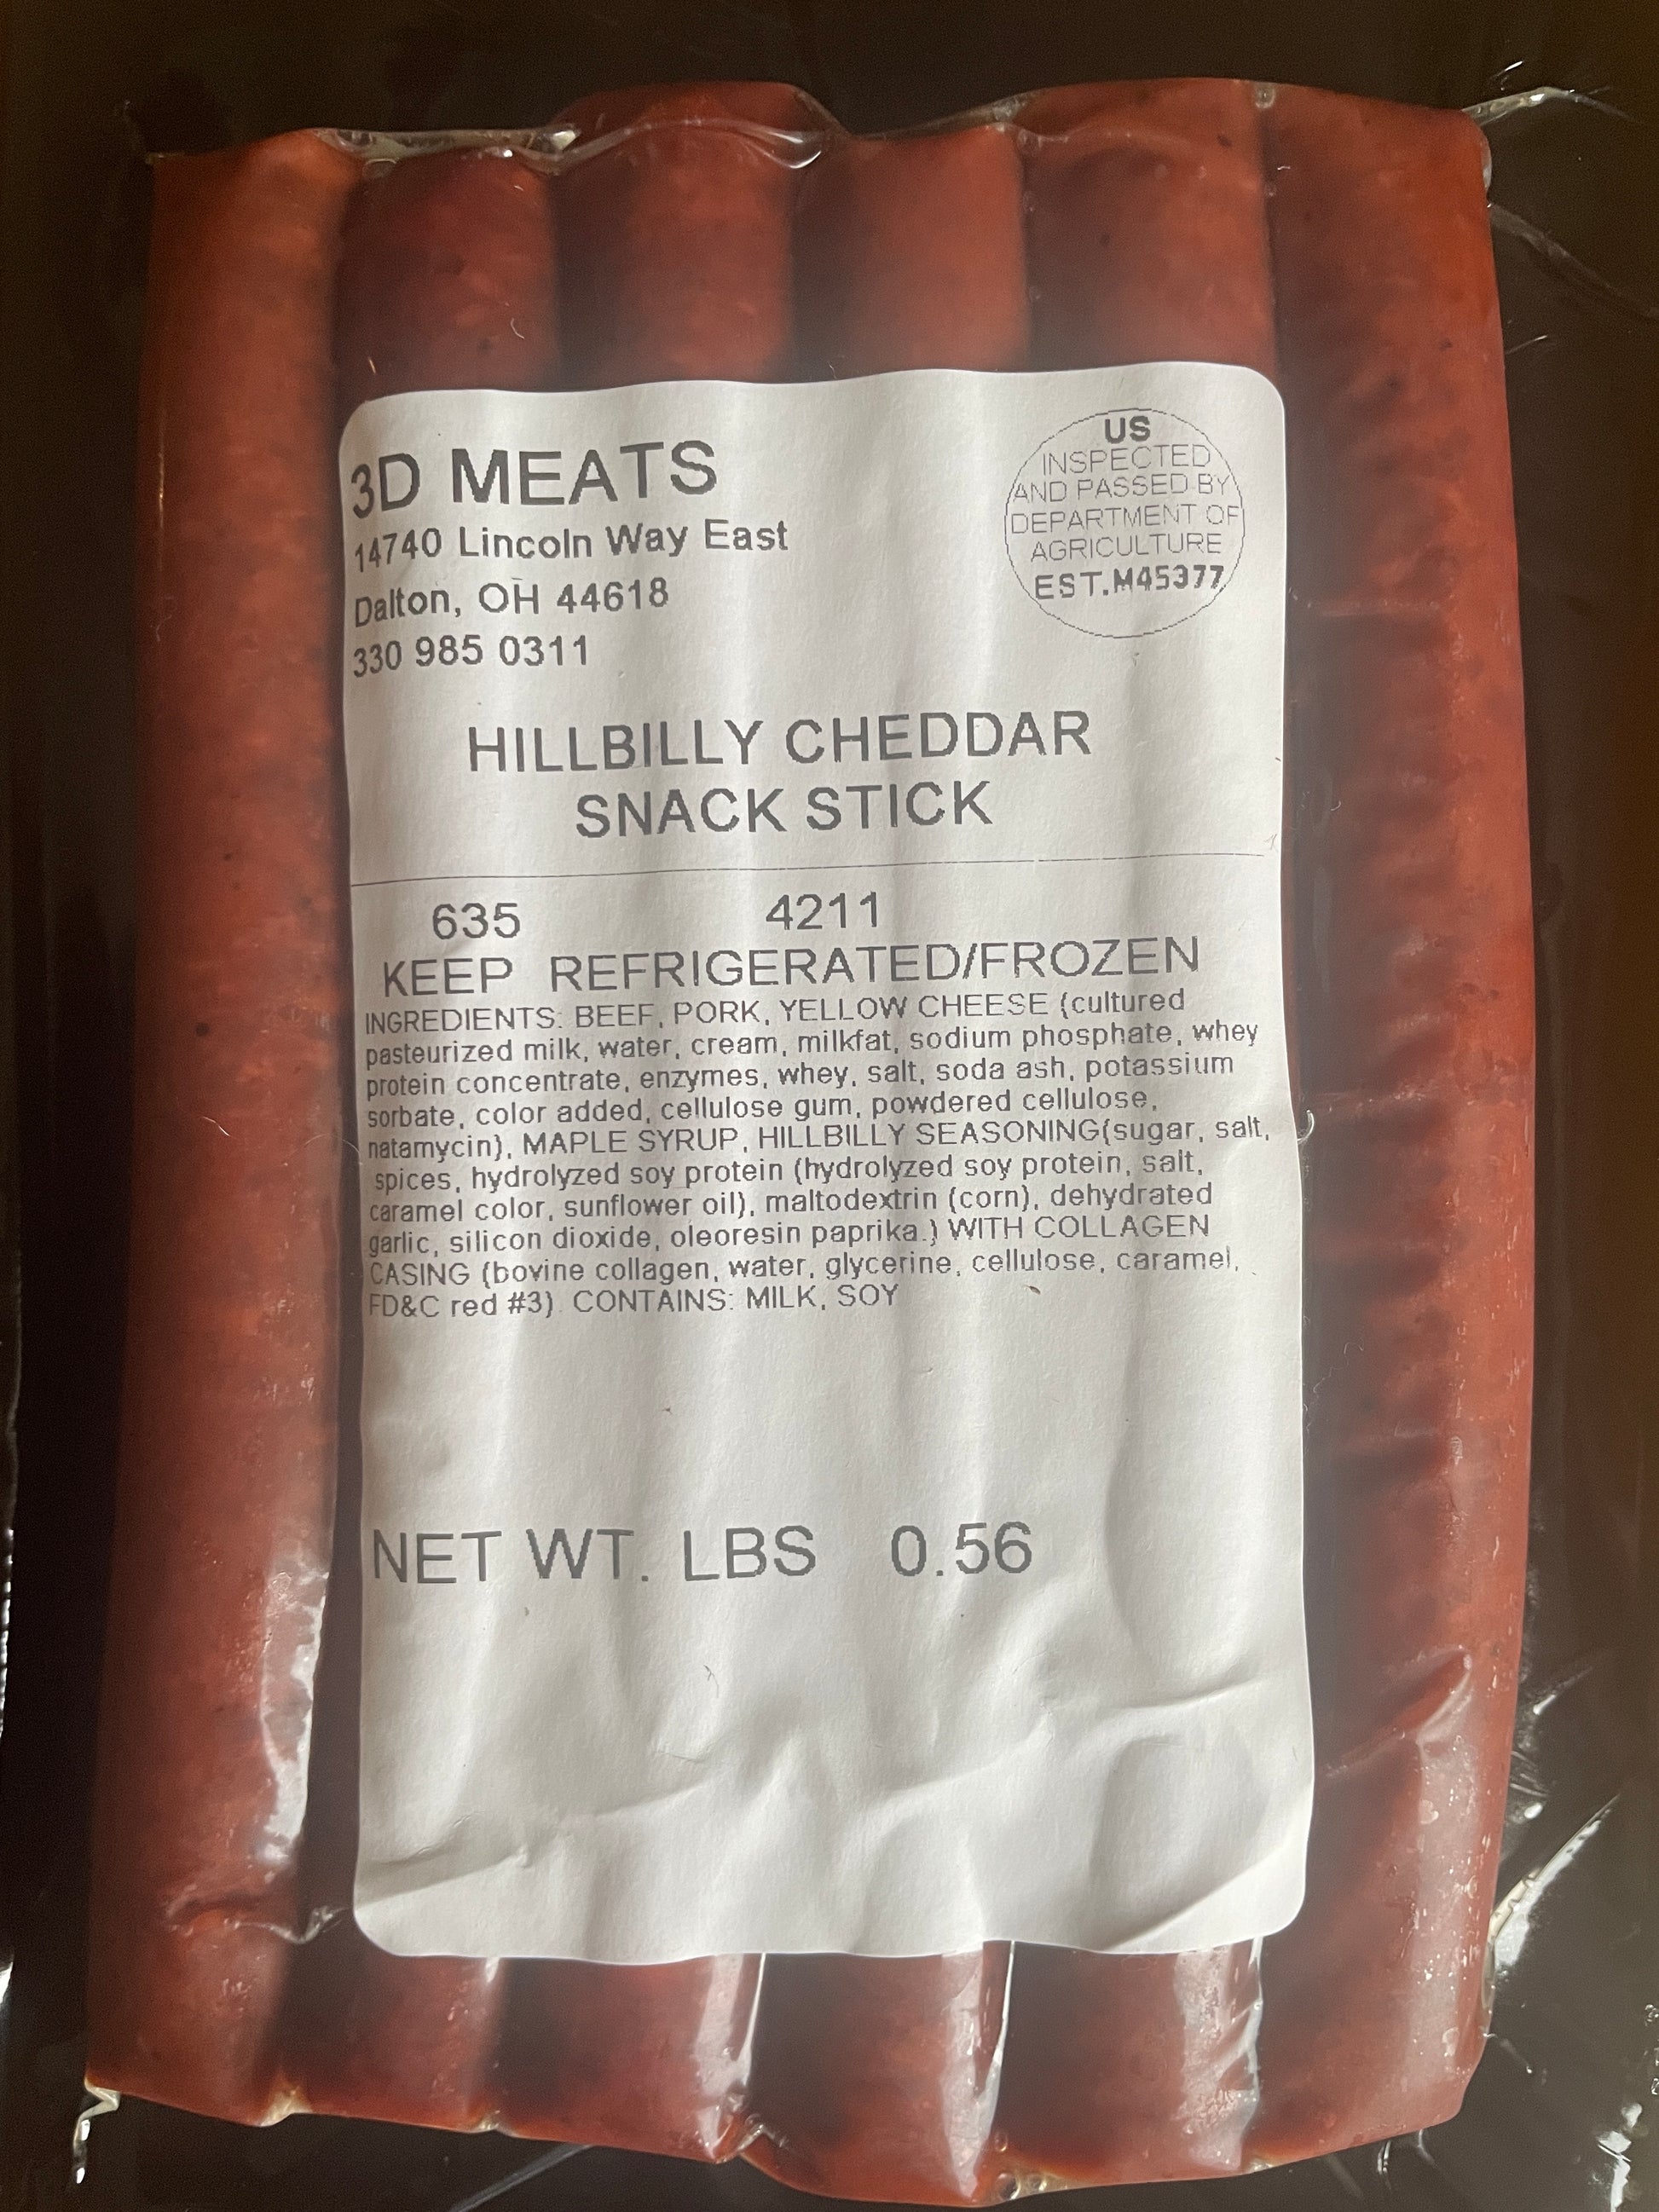 3D MEATS
14740 Lincoln Way East
Dalton, OH 44618
330 985 0311
US
INSPECTED
AND PASSED BY
DEPARTMENT OF
AGRICULTURE
EST.M45377
HILLBILLY CHEDDAR
SNACK STICK
635 4211
KEEP REFRIGERATED/FROZEN
INGREDIENTS: BEEF, PORK, YELLOW CHEESE {cultured
pasteurized milk, water, cream, milkfat, sodium phosphate, whey
protein concentrate, enzymes, whey, salt, soda ash, potassium
sorbate, color added, cellulose gum, powdered cellulose,
natamycin}, MAPLE SYRUP, HILLBILLY SEASONING{sugar, salt,
spices, hydrolyzed soy protein {hydrolyzed soy protein, salt,
caramel color, sunflower oil}, maltodextrin (corn), dehydrated
garlic, silicon dioxide, oleoresin paprika.} WITH COLLAGEN
CASING {bovine collagen, water, glycerine, cellulose, caramel,
FD&C red #3}. CONTAINS: MILK, SOY
NET WT. LBS 0.56